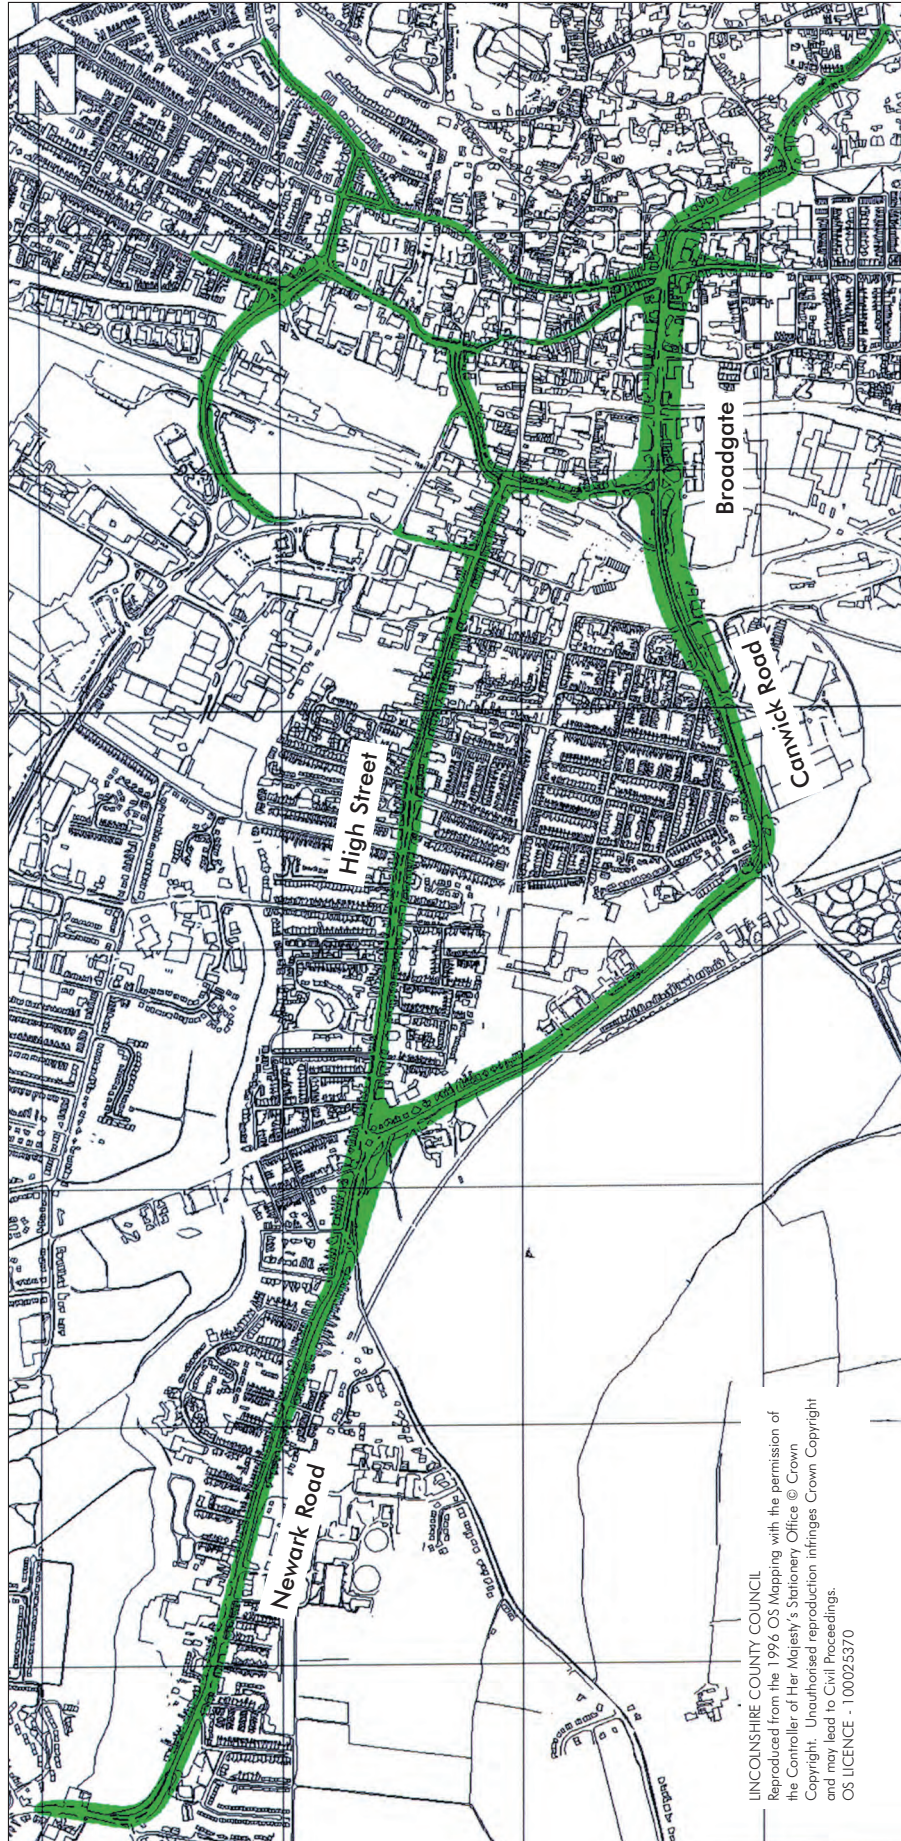 N
High Street
Broadgate
Canwick Road
Newark Road
LINCOLNSHIRE COUNTY COUNCIL
Reproduced from the 1996 OS Mapping with the permission of
the Controller of Her Majesty's Stationery Office © Crown
Copyright. Unauthorised reproduction infringes Crown Copyright
and may lead to Civil Proceedings.
OS LICENCE - 100025370